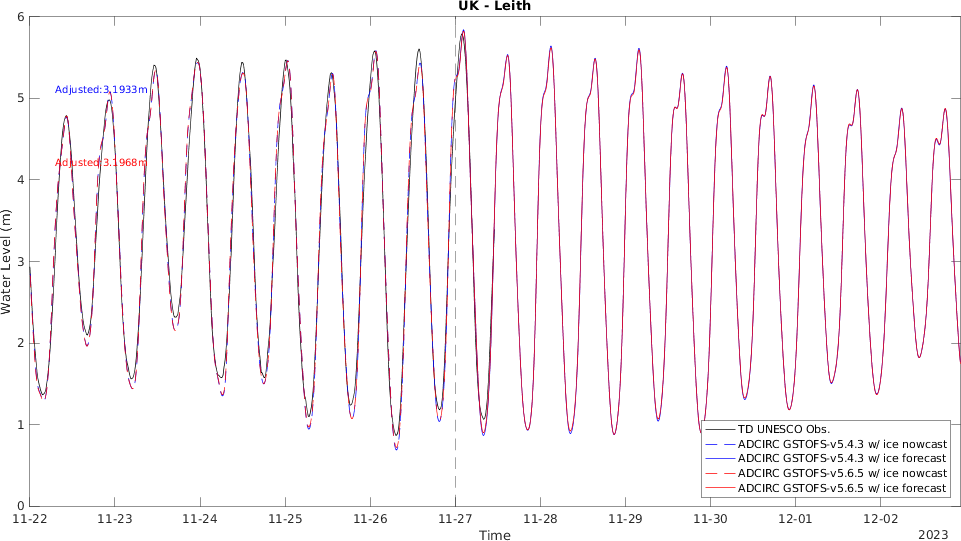 UK - Leith
6
5
4
3
2
1
0
Water Level (m)
Adjusted:3.1933m
Adjusted:3.1968m
TD UNESCO Obs.
ADCIRC GSTOFS-v5.4.3 w/ ice nowcast
ADCIRC GSTOFS-v5.4.3 w/ ice forecast
ADCIRC GSTOFS-v5.6.5 w/ ice nowcast
ADCIRC GSTOFS-v5.6.5 w/ ice forecast
11-22 11-23 11-24 11-25 11-26 11-27 11-28 11-29 11-30 12-01 12-02
Time
2023